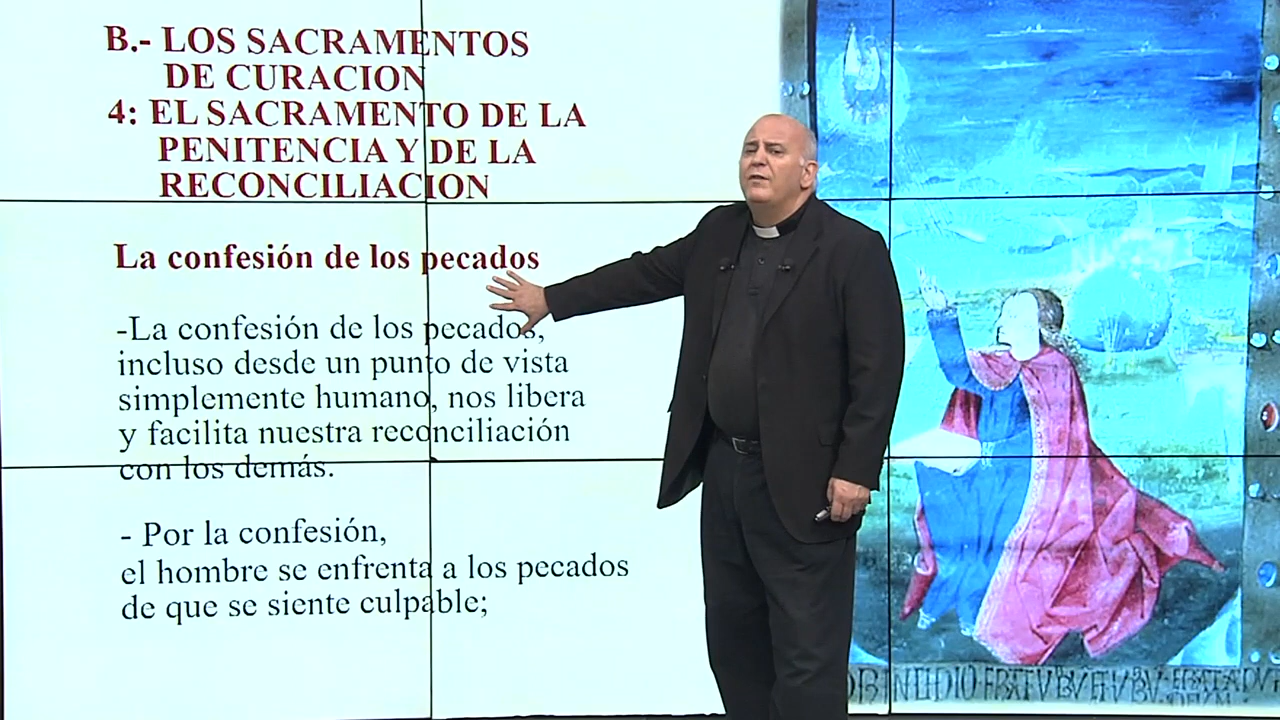 B.- LOS SACRAMENTOS
DE CURACION
4: EL SACRAMENTO DE LA
PENITENCIA Y DE LA
RECONCILIACION
La confesión de los pecados
-La confesión de los pecados,
incluso desde un punto de vista
simplemente humano, nos libera
y facilita nuestra reconciliación
con los demás.
- Por la confesión,
el hombre se enfrenta a los pecados
de que se siente culpable;